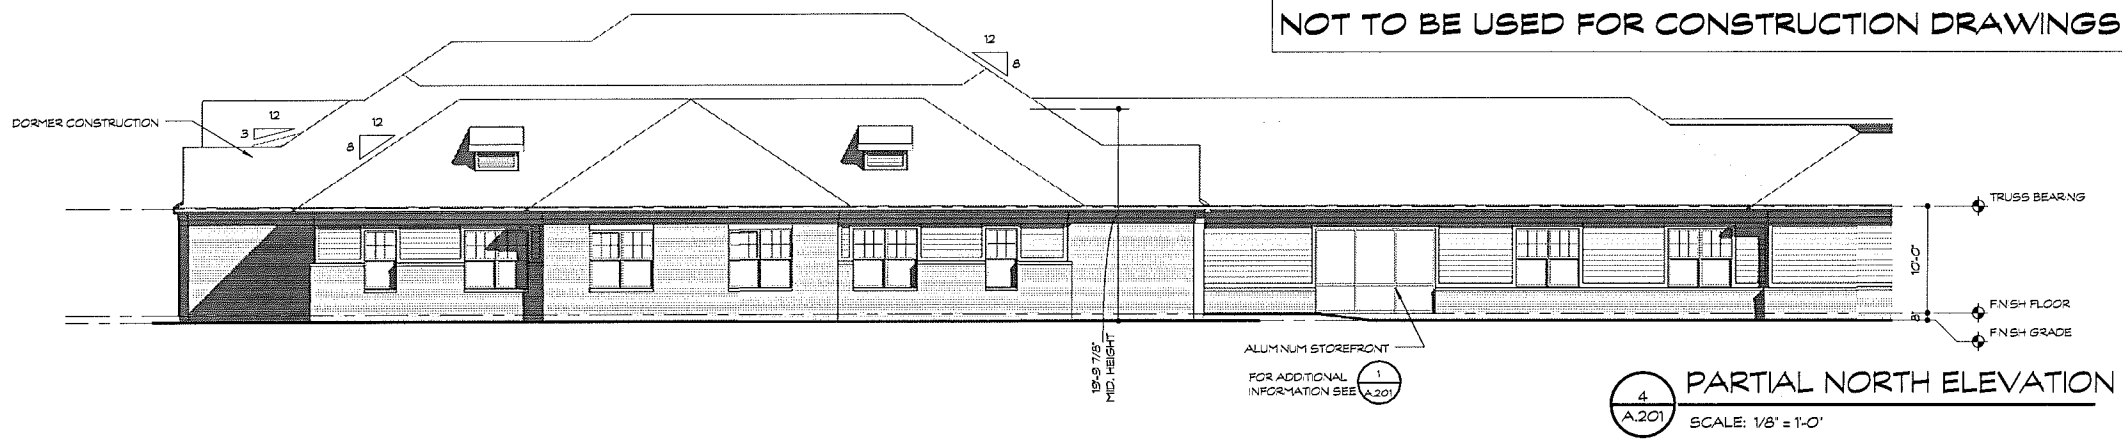 NOT TO BE USED FOR CONSTRUCTION DRAWINGS
12
8
DORMER CONSTRUCTION
12
3
12
8
TRUSS BEARING
10'-0"
FINISH FLOOR
8"
FINISH GRADE
19'-9 7/8"
MID. HEIGHT
ALUMINUM STOREFRONT
FOR ADDITIONAL
INFORMATION SEE
1
A.201
4
A.201
PARTIAL NORTH ELEVATION
SCALE: 1/8" = 1'-0"